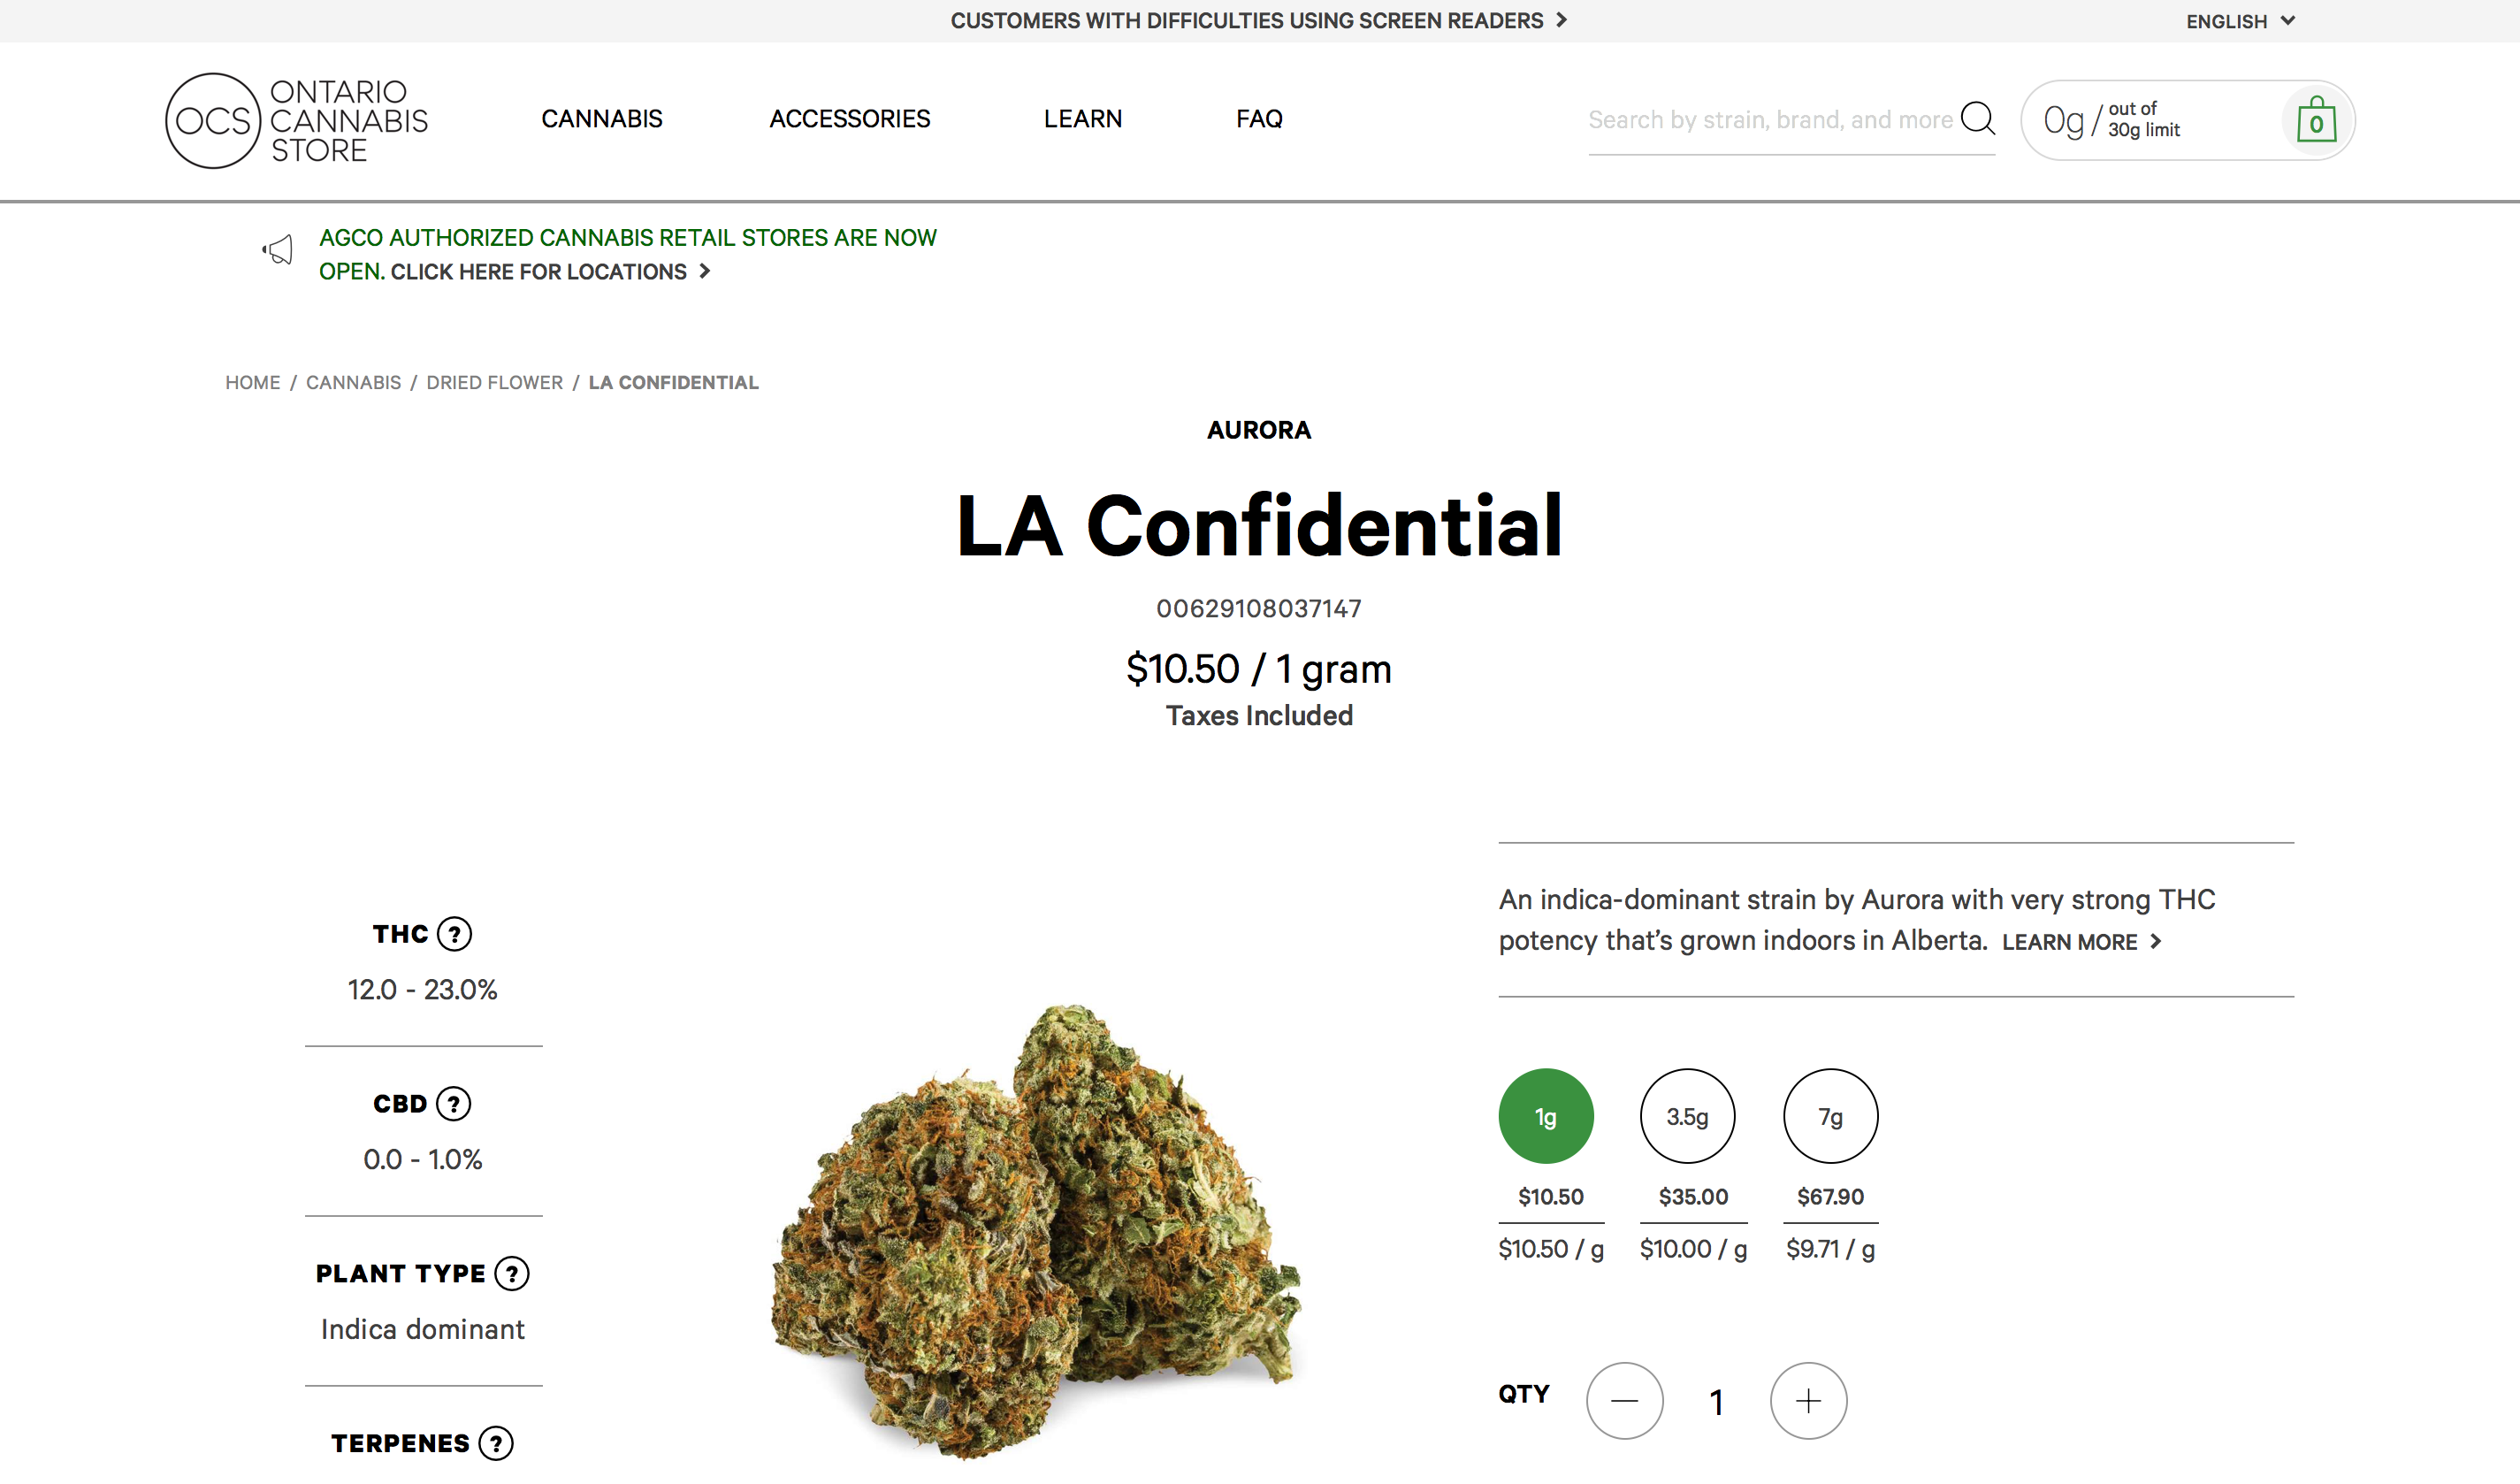 CUSTOMERS WITH DIFFICULTIES USING SCREEN READERS
ENGLISH
OCS
ONTARIO
CANNABIS
STORE
CANNABIS
ACCESSORIES
LEARN
FAQ
Search by strain, brand, and more
0g / out of
30g limit
0
AGCO AUTHORIZED CANNABIS RETAIL STORES ARE NOW
OPEN. CLICK HERE FOR LOCATIONS
HOME / CANNABIS / DRIED FLOWER / LA CONFIDENTIAL
AURORA
LA Confidential
00629108037147
$10.50 / 1 gram
Taxes Included
THC ?
12.0 - 23.0%
CBD ?
0.0 - 1.0%
PLANT TYPE ?
Indica dominant
TERPENES ?
An indica-dominant strain by Aurora with very strong THC
potency that’s grown indoors in Alberta. LEARN MORE
1g
3.5g
7g
$10.50
$35.00
$67.90
$10.50 / g
$10.00 / g
$9.71 / g
QTY
1